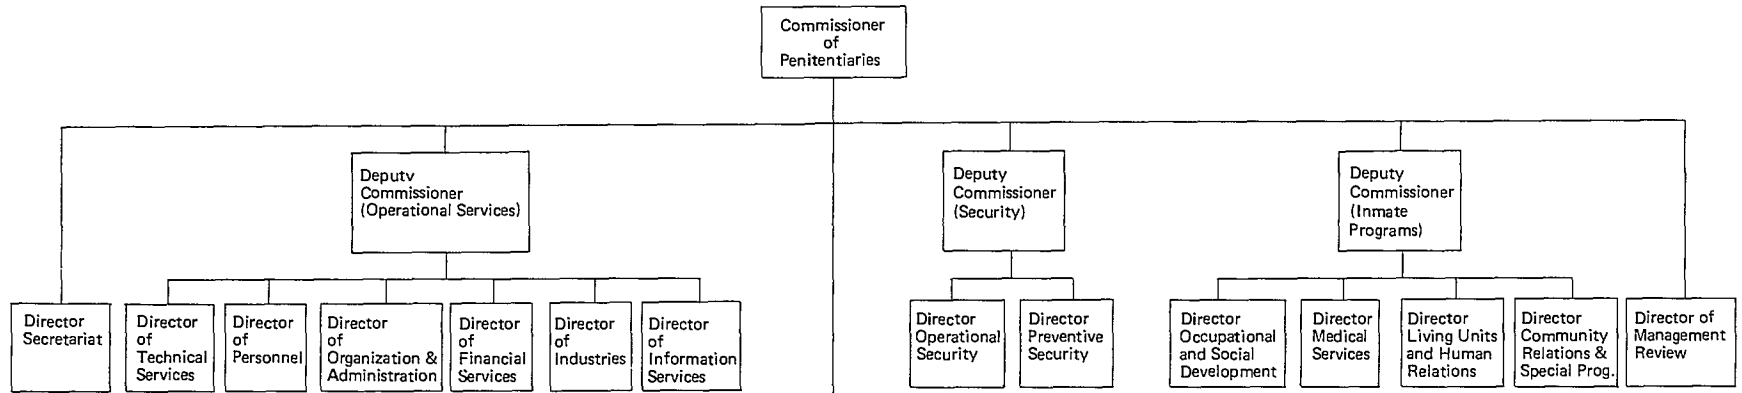 Commissioner
of
Penitentiaries
Deputy
Commissioner
(Operational Services)
Deputy
Commissioner
(Security)
Deputy
Commissioner
(Inmate
Programs)
Director
Secretariat
Director
of
Technical
Services
Director
of
Personnel
Director
of
Organization &
Administration
Director
of
Financial
Services
Director
of
Industries
Director
of
Information
Services
Director
Operational
Security
Director
Preventive
Security
Director
Occupational
and Social
Development
Director
Medical
Services
Director
Living Units
and Human
Relations
Director
Community
Relations &
Special Prog.
Director of
Management
Review